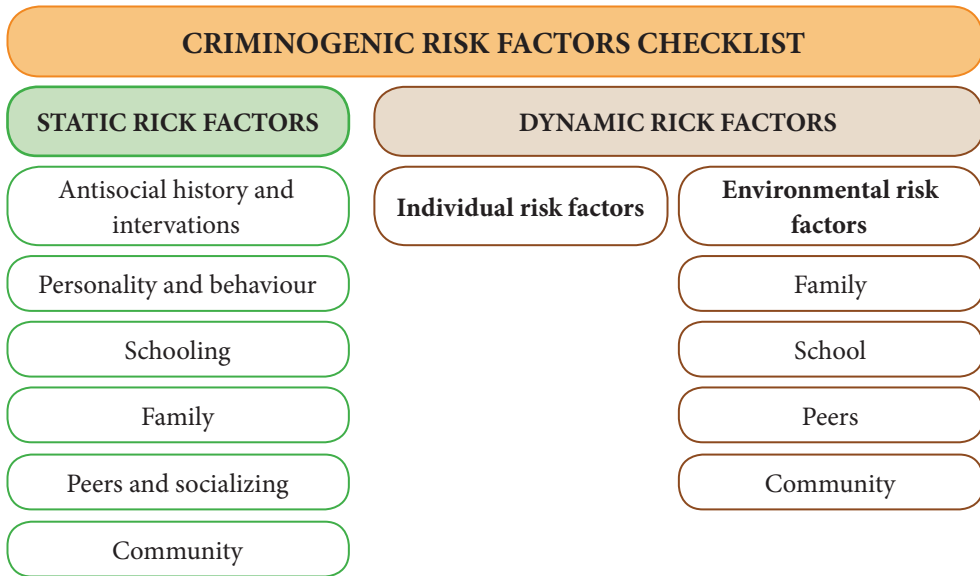 CRIMINOGENIC RISK FACTORS CHECKLIST
STATIC RICK FACTORS
Antisocial history and
intervations
Personality and behaviour
Schooling
Family
Peers and socializing
Community
DYNAMIC RICK FACTORS
Individual risk factors
Environmental risk
factors
Family
School
Peers
Community